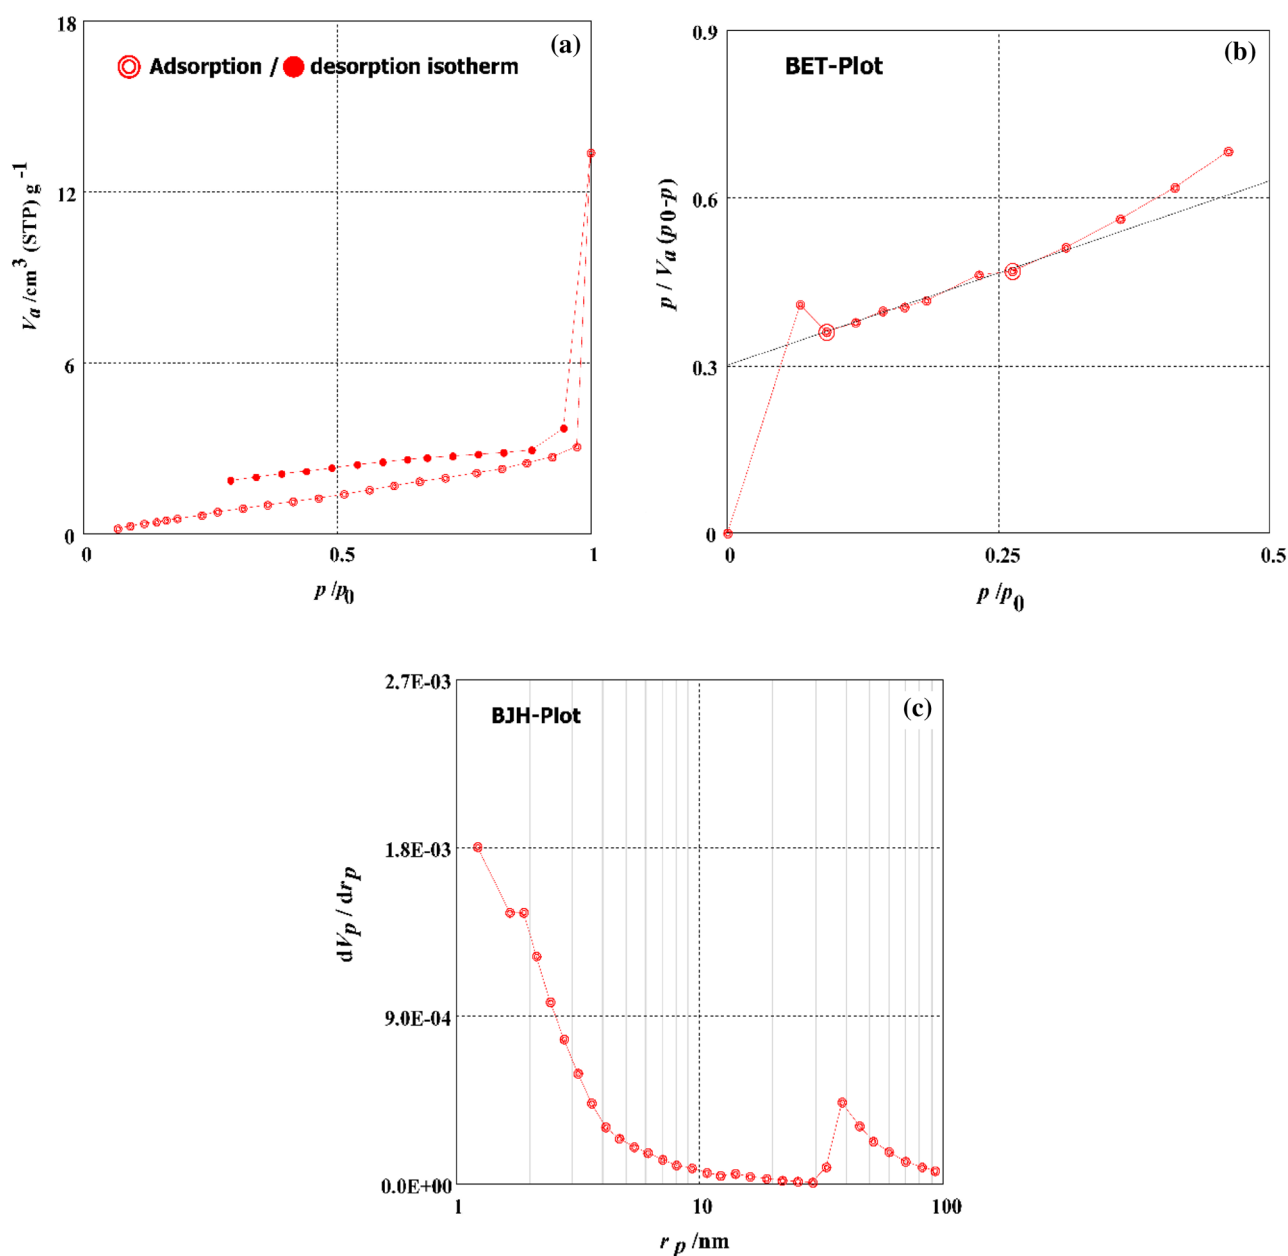 (a)
Adsorption / desorption isotherm
18
12
6
0
0 0.5 1
Va /cm3 (STP) g-1
p /p0
(b)
BET-Plot
0.9
0.6
0.3
0
0 0.25 0.5
p / Va (p0-p)
p /p0
(c)
BJH-Plot
2.7E-03
1.8E-03
9.0E-04
0.0E+00
1 10 100
dVp / drp
r p /nm